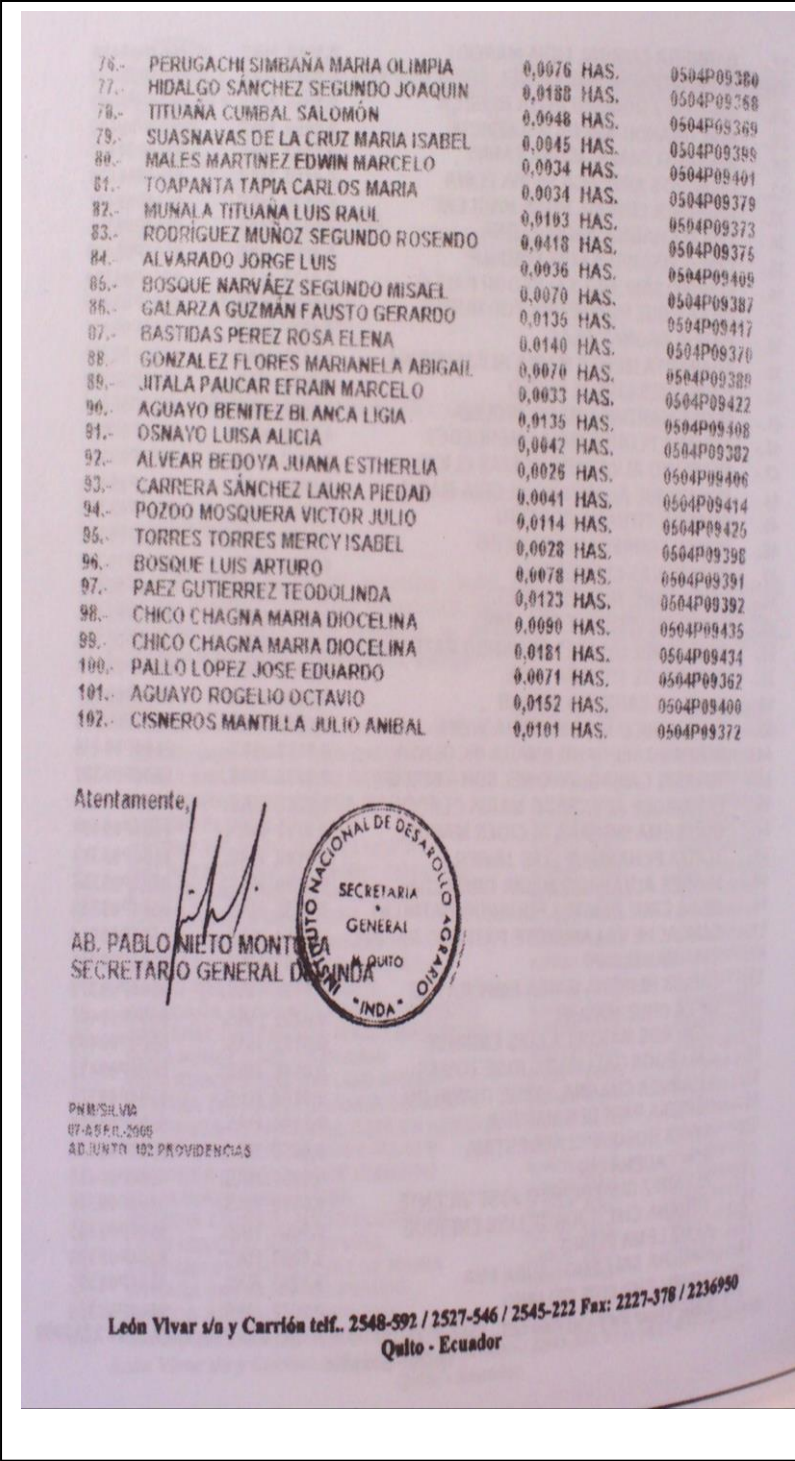 76.- PERUGACHI SIMBAÑA MARIA OLIMPIA 0,0076 HAS. 0504P09380
77.- HIDALGO SÁNCHEZ SEGUNDO JOAQUIN 0,0188 HAS. 0504P09368
78.- TITUAÑA CUMBAL SALOMÓN 0,0048 HAS. 0504P09369
79.- SUASNAVAS DE LA CRUZ MARIA ISABEL 0,0045 HAS. 0504P09399
80.- MALES MARTINEZ EDWIN MARCELO 0,0034 HAS. 0504P09401
81.- TOAPANTA TAPIA CARLOS MARIA 0.0034 HAS. 0504P09379
82.- MUNALA TITUAÑA LUIS RAUL 0,0103 HAS. 0504P09373
83.- RODRÍGUEZ MUÑOZ SEGUNDO ROSENDO 0,0418 HAS. 0504P09375
84.- ALVARADO JORGE LUIS 0.0036 HAS. 0504P09409
85.- BOSQUE NARVÁEZ SEGUNDO MISAEL 0,0070 HAS. 0504P09387
86.- GALARZA GUZMÁN FAUSTO GERARDO 0,0135 HAS. 0504P09417
87.- BASTIDAS PEREZ ROSA ELENA 0.0140 HAS. 0504P09370
88. GONZALEZ FLORES MARIANELA ABIGAIL 0,0070 HAS. 0504P09389
89.- JITALA PAUCAR EFRAIN MARCELO 0,0033 HAS. 0504P09422
90.- AGUAYO BENITEZ BLANCA LIGIA 0,0135 HAS. 0504P09408
91.- OSNAYO LUISA ALICIA 0,0042 HAS. 0504P09382
92.- ALVEAR BEDOYA JUANA ESTHERLIA 0,0026 HAS. 0504P09406
93.- CARRERA SÁNCHEZ LAURA PIEDAD 0.0041 HAS. 0504P09414
94.- POZOO MOSQUERA VICTOR JULIO 0,0114 HAS. 0504P09425
95.- TORRES TORRES MERCY ISABEL 0,0028 HAS. 0504P09398
96.- BOSQUE LUIS ARTURO 0,0078 HAS. 0504P09391
97.- PAEZ GUTIERREZ TEODOLINDA 0,0123 HAS. 0504P09392
98.- CHICO CHAGNA MARIA DIOCELINA 0.0090 HAS. 0504P09435
99.- CHICO CHAGNA MARIA DIOCELINA 0,0181 HAS. 0504P09434
100.- PALLO LOPEZ JOSE EDUARDO 0.0071 HAS. 0504P09362
101.- AGUAYO ROGELIO OCTAVIO 0,0152 HAS. 0504P09400
102.- CISNEROS MANTILLA JULIO ANIBAL 0,0101 HAS. 0504P09372
Atentamente,
INSTITUTO NACIONAL DE DESAROLLO AGRARIO
SECRETARIA
GENERAL
QUITO
"INDA"
AB. PABLO NIETO
SECRETARIO GENERAL DEL INDA
PNM/SILVIA
07-ABRIL-2005
ADJUNTO 102 PROVIDENCIAS
León Vivar s/n y Carrión telf.. 2548-592 / 2527-546 / 2545-222 Fax: 2227-378 / 2236950
Quito - Ecuador